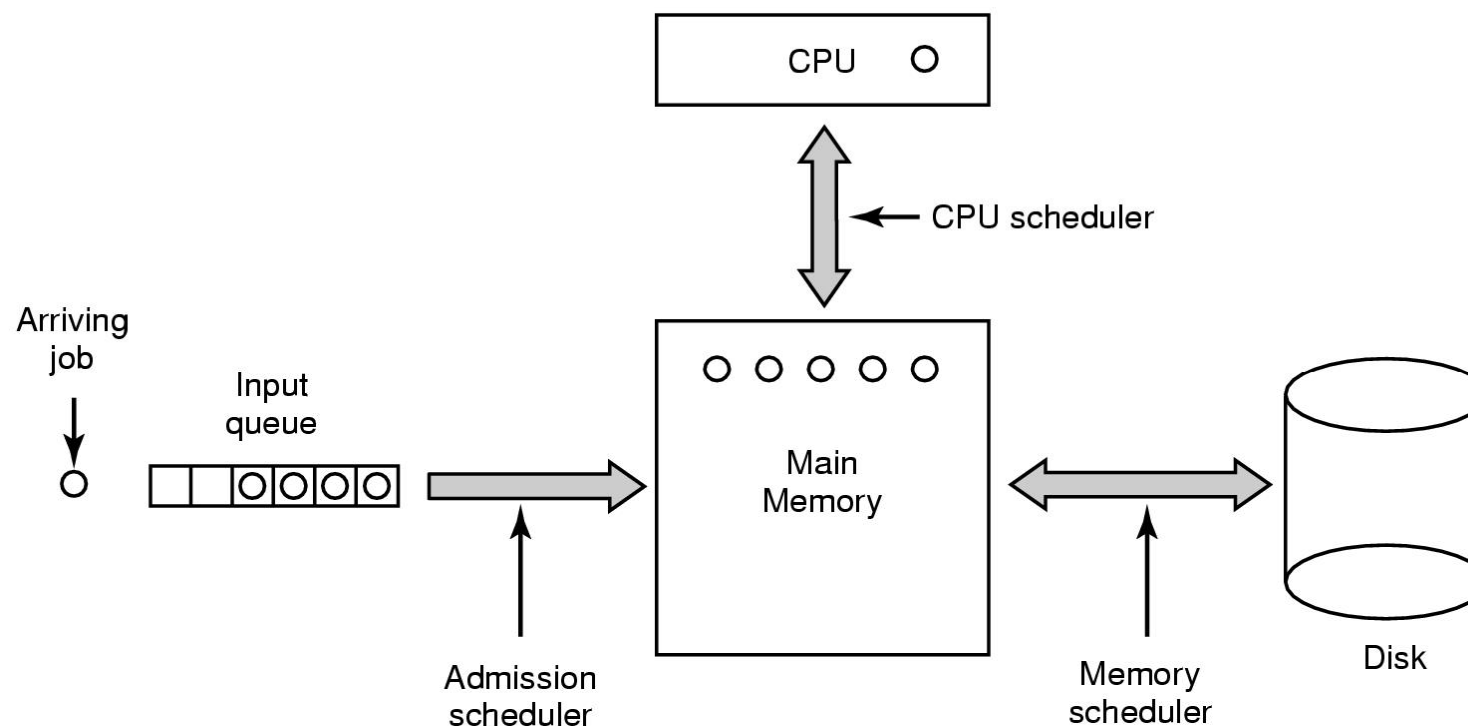 CPU
CPU scheduler
Arriving
job
Input
queue
Main
Memory
Admission
scheduler
Memory
scheduler
Disk